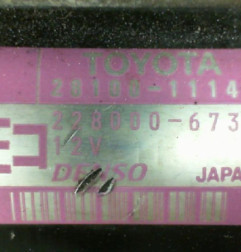 TOYOTA
28100-1114
228000-673
12V
DENSO JAPA